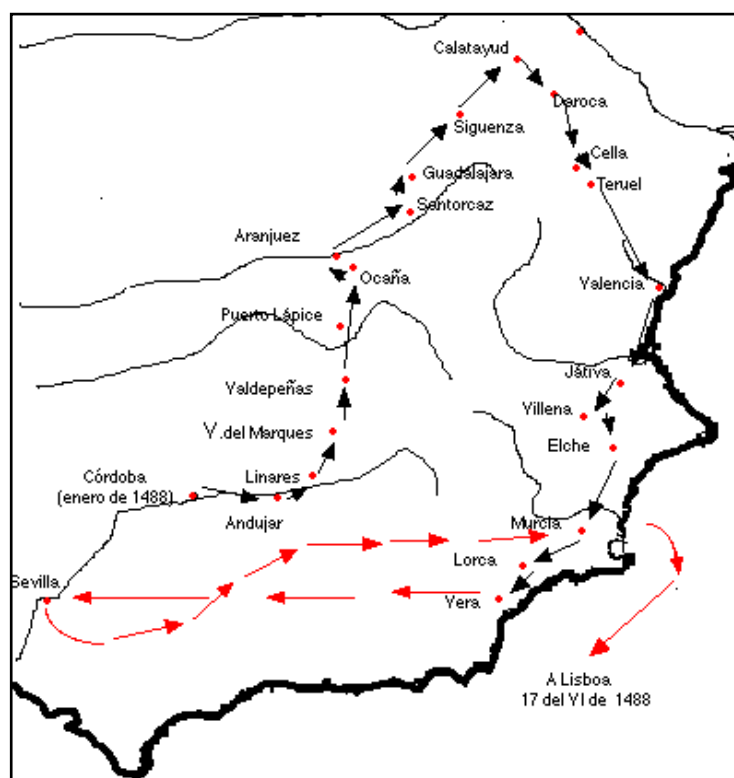 Calatayud
Daroca
Siguenza
Cella
Guadalajara
Teruel
Santorcaz
Aranjuez
Ocaña
Valencia
Puerto Lápice
Játiva
Valdepeñas
Villena
V.del Marques
Elche
Córdoba
(enero de 1488)
Linares
Andujar
Murcia
Lorca
Sevilla
Vera
A Lisboa
17 del VI de 1488